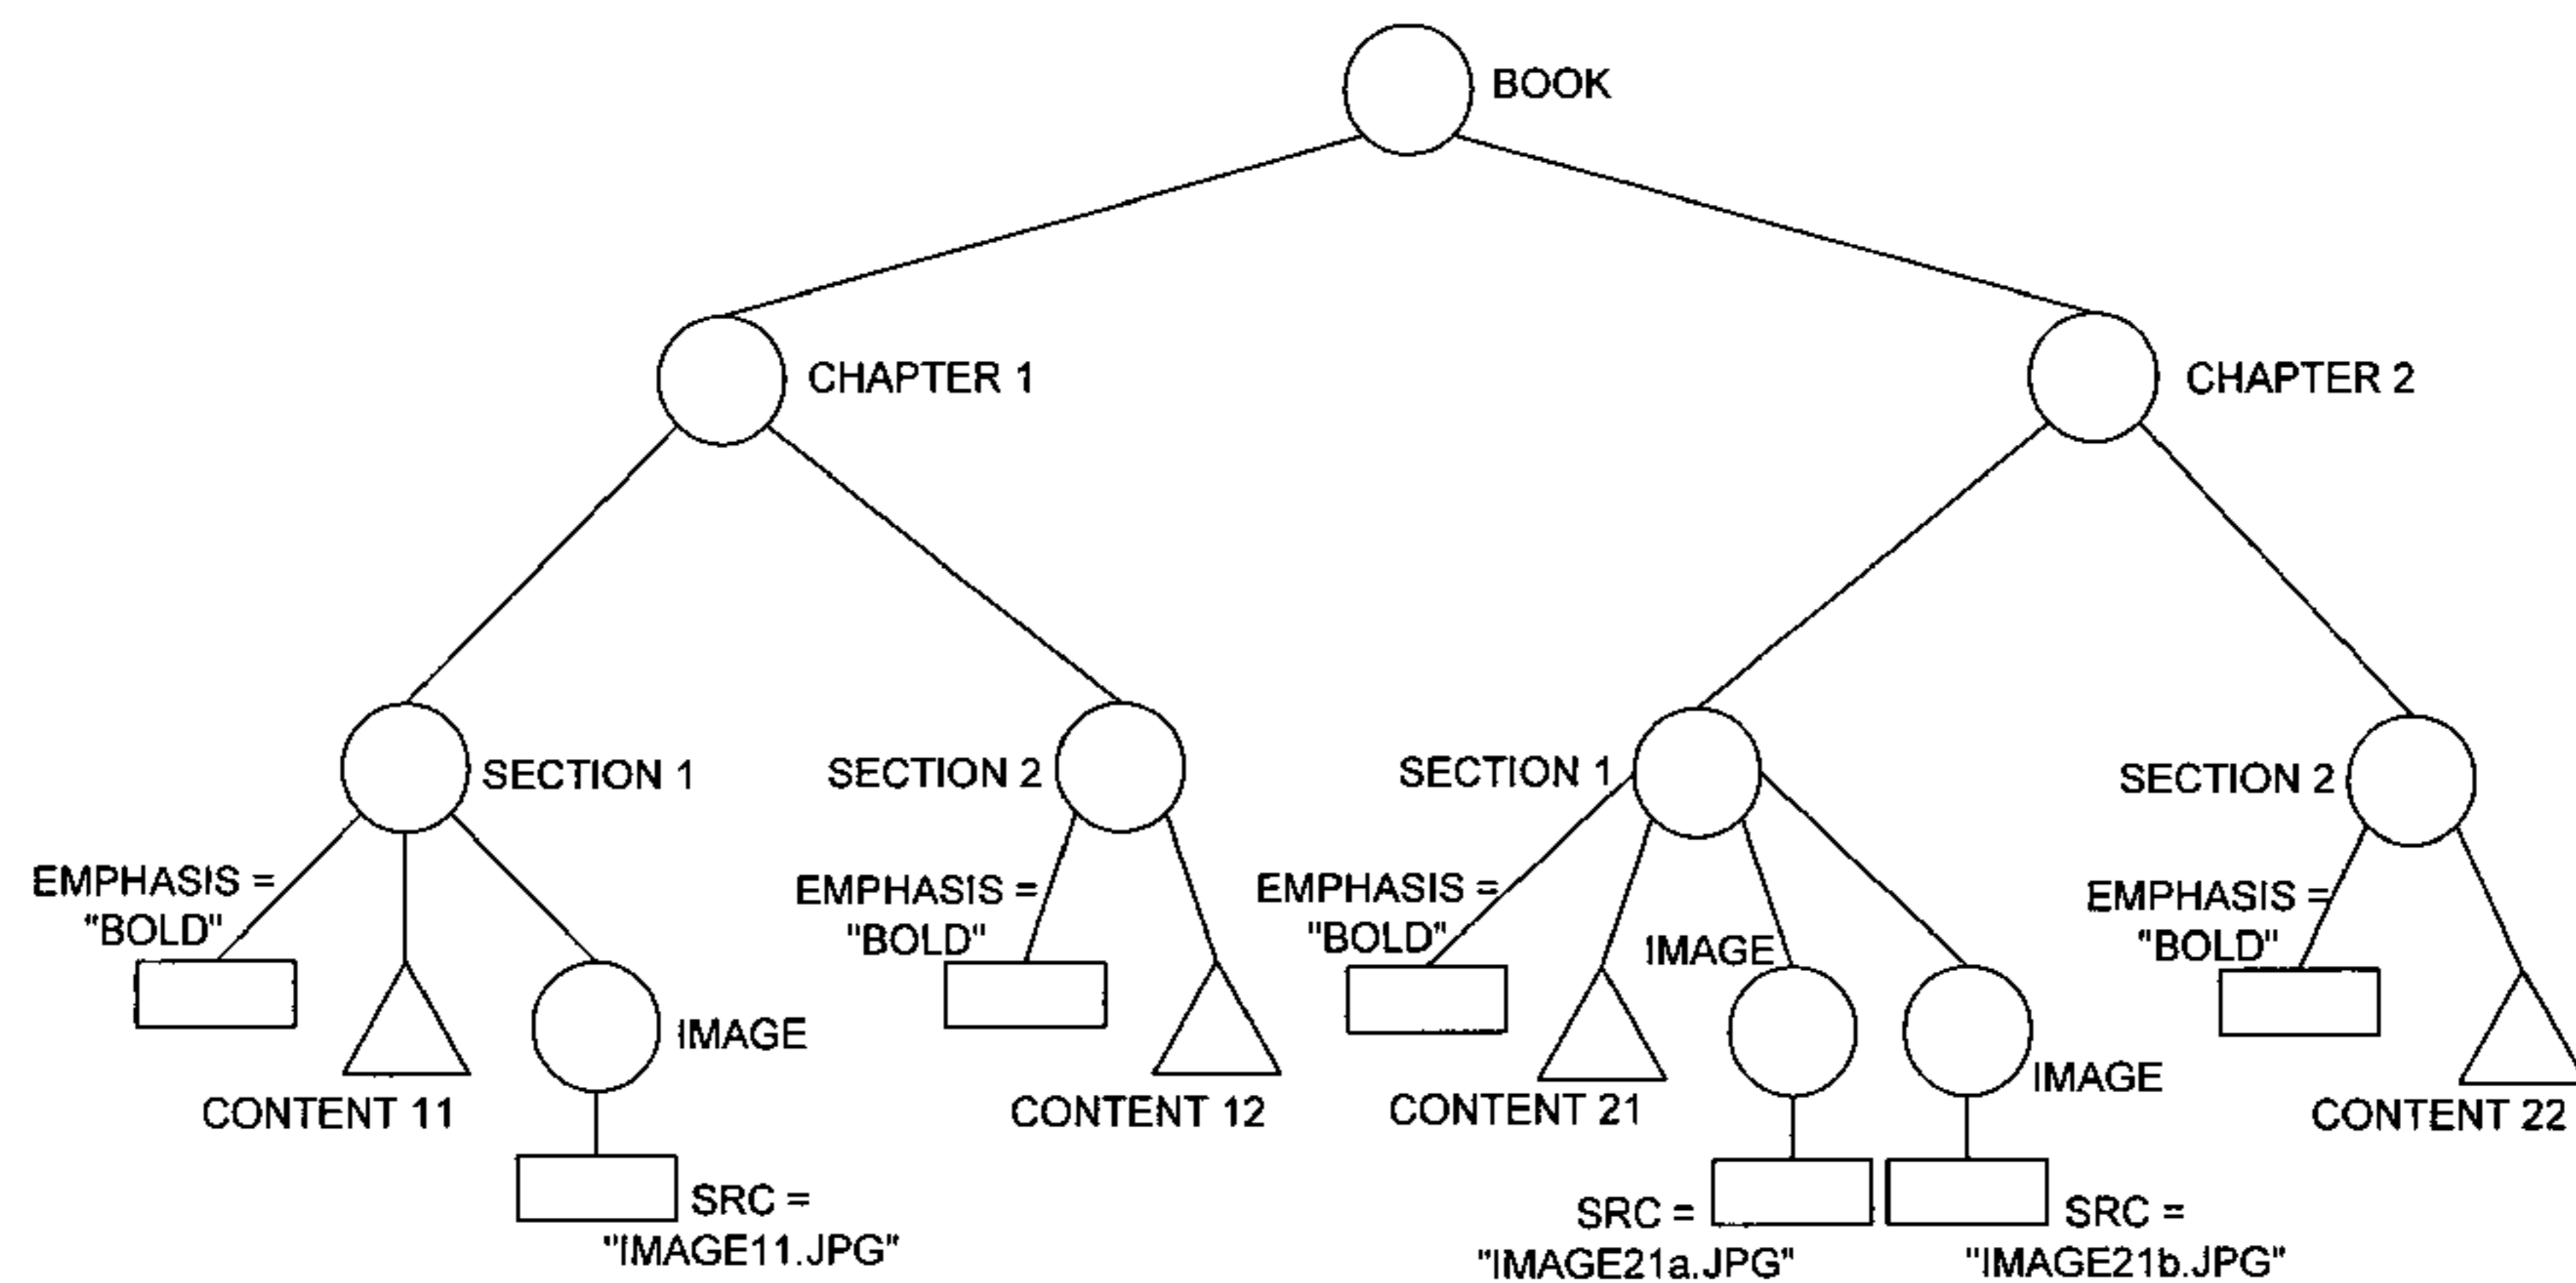 BOOK
CHAPTER 1
CHAPTER 2
SECTION 1
SECTION 2
SECTION 1
SECTION 2
EMPHASIS =
"BOLD"
EMPHASIS =
"BOLD"
EMPHASIS =
"BOLD"
EMPHASIS =
"BOLD"
IMAGE
IMAGE
IMAGE
CONTENT 11
CONTENT 12
CONTENT 21
CONTENT 22
SRC =
"IMAGE11.JPG"
SRC =
"IMAGE21a.JPG"
SRC =
"IMAGE21b.JPG"